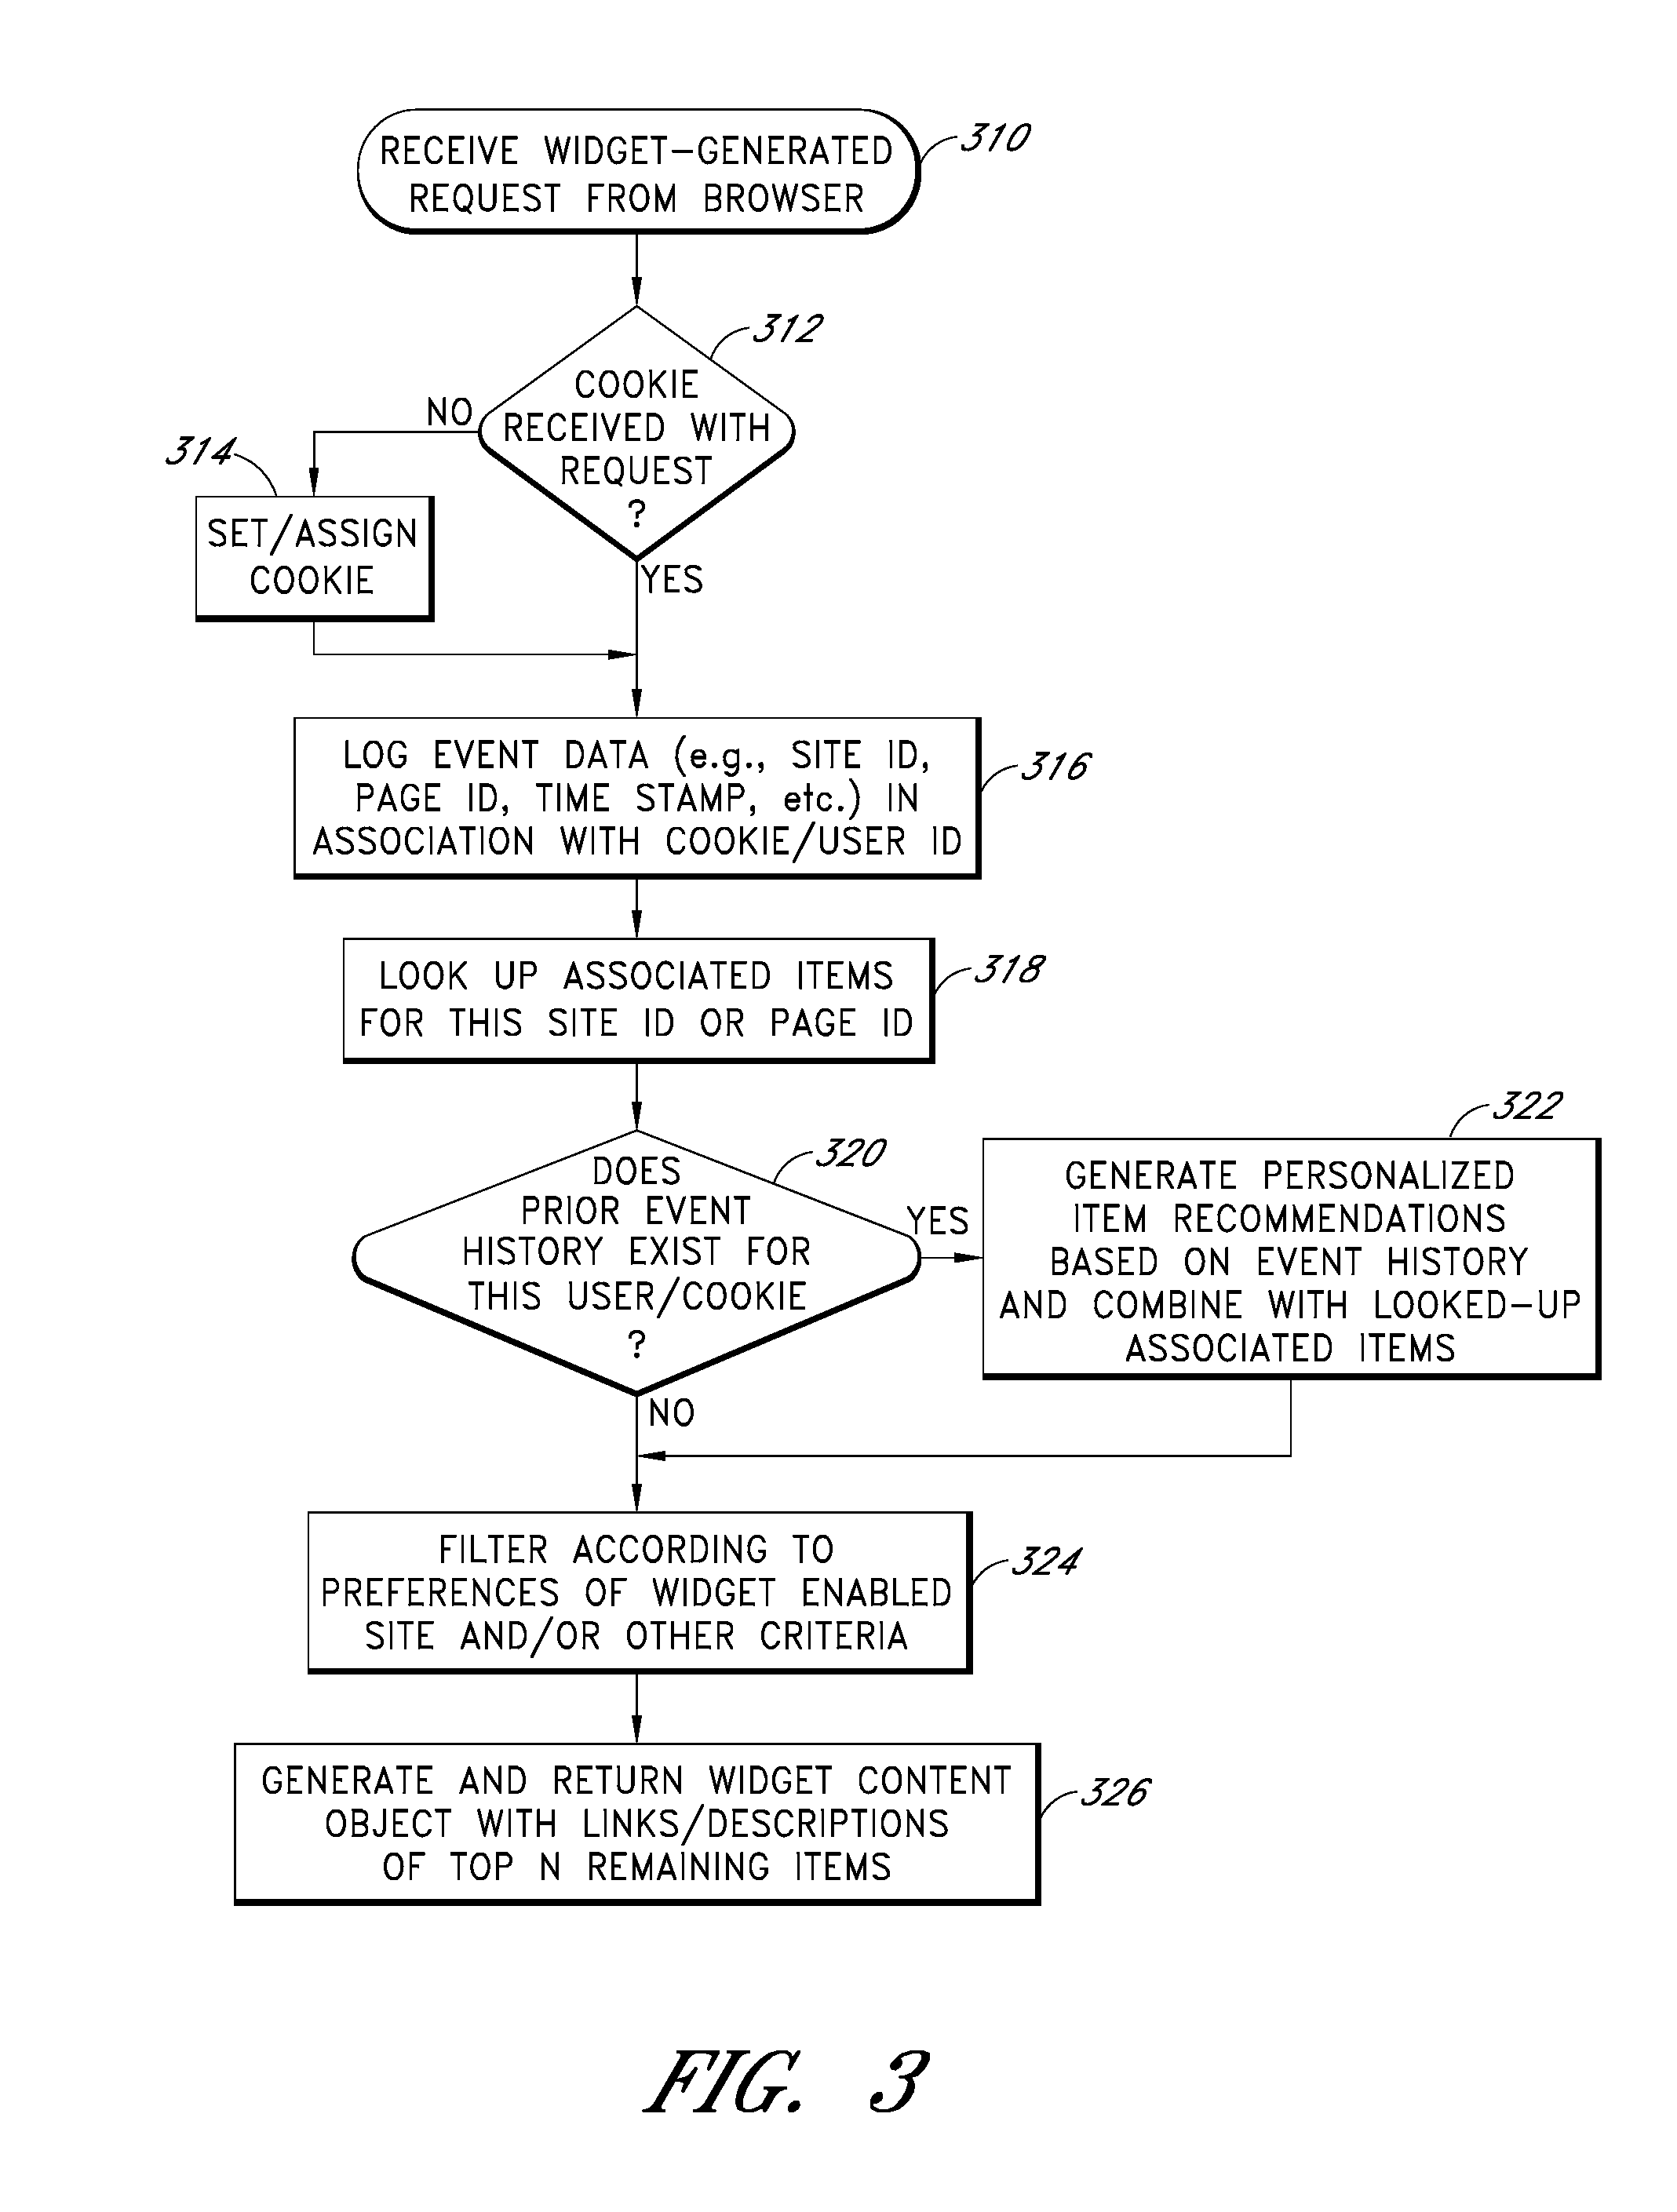 RECEIVE WIDGET-GENERATED
REQUEST FROM BROWSER
310
312
COOKIE
RECEIVED WITH
REQUEST
?
NO
314
SET/ASSIGN
COOKIE
YES
LOG EVENT DATA (e.g., SITE ID,
PAGE ID, TIME STAMP, etc.) IN
ASSOCIATION WITH COOKIE/USER ID
316
LOOK UP ASSOCIATED ITEMS
FOR THIS SITE ID OR PAGE ID
318
320
DOES
PRIOR EVENT
HISTORY EXIST FOR
THIS USER/COOKIE
?
YES
322
GENERATE PERSONALIZED
ITEM RECOMMENDATIONS
BASED ON EVENT HISTORY
AND COMBINE WITH LOOKED-UP
ASSOCIATED ITEMS
NO
FILTER ACCORDING TO
PREFERENCES OF WIDGET ENABLED
SITE AND/OR OTHER CRITERIA
324
GENERATE AND RETURN WIDGET CONTENT
OBJECT WITH LINKS/DESCRIPTIONS
OF TOP N REMAINING ITEMS
326
FIG. 3